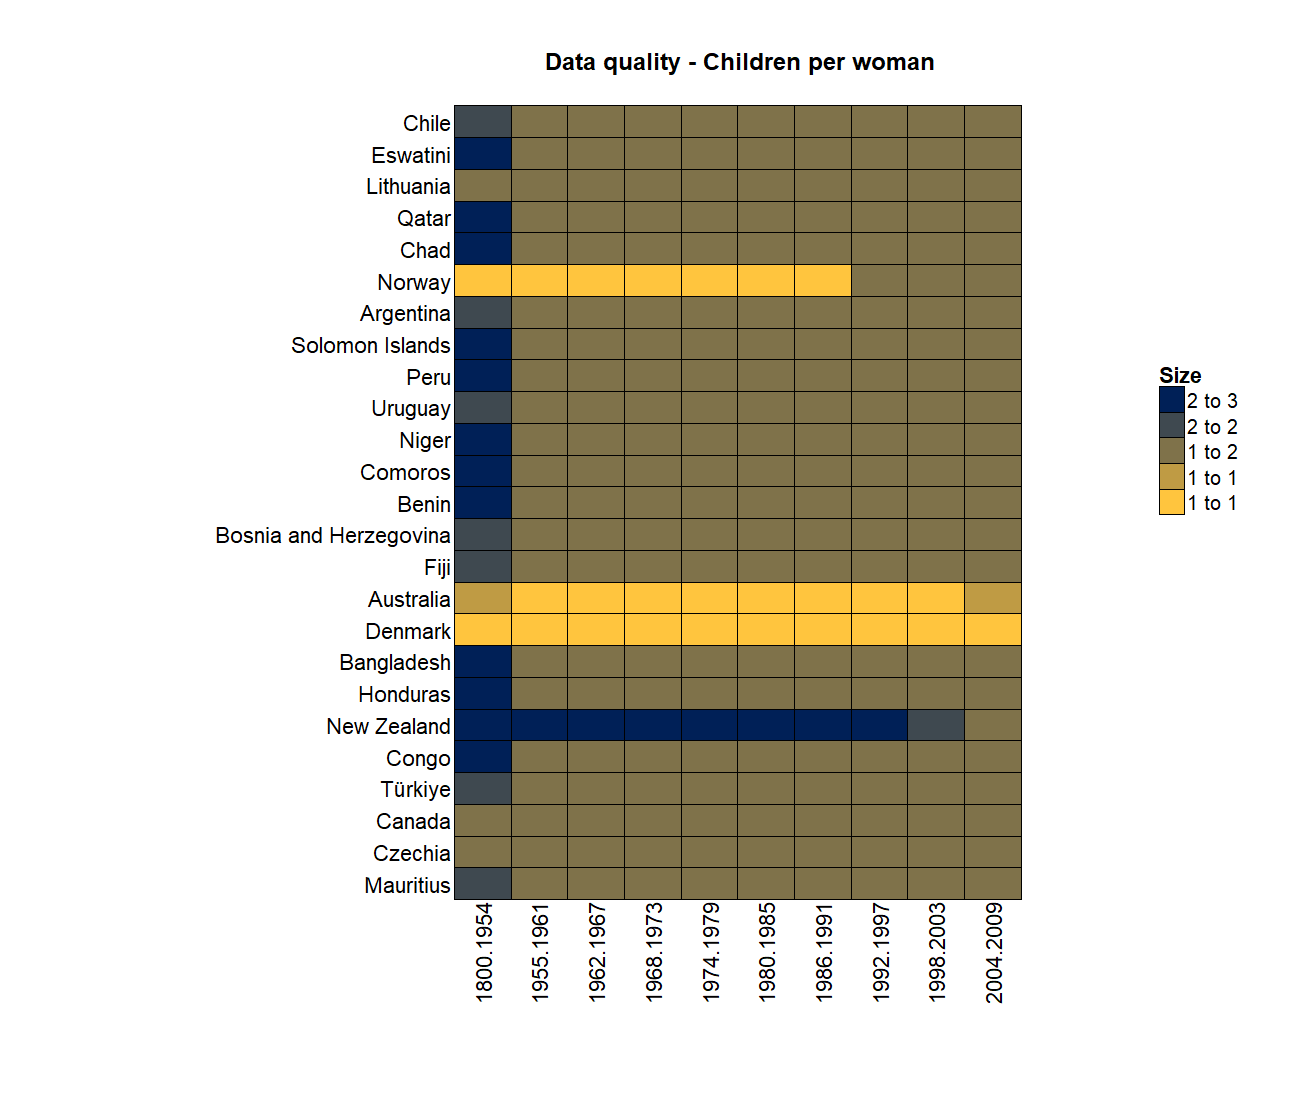 Data quality - Children per woman
Chile
Eswatini
Lithuania
Qatar
Chad
Norway
Argentina
Solomon Islands
Peru
Uruguay
Niger
Comoros
Benin
Bosnia and Herzegovina
Fiji
Australia
Denmark
Bangladesh
Honduras
New Zealand
Congo
Türkiye
Canada
Czechia
Mauritius
1800.1954
1955.1961
1962.1967
1968.1973
1974.1979
1980.1985
1986.1991
1992.1997
1998.2003
2004.2009
Size
2 to 3
2 to 2
1 to 2
1 to 1
1 to 1